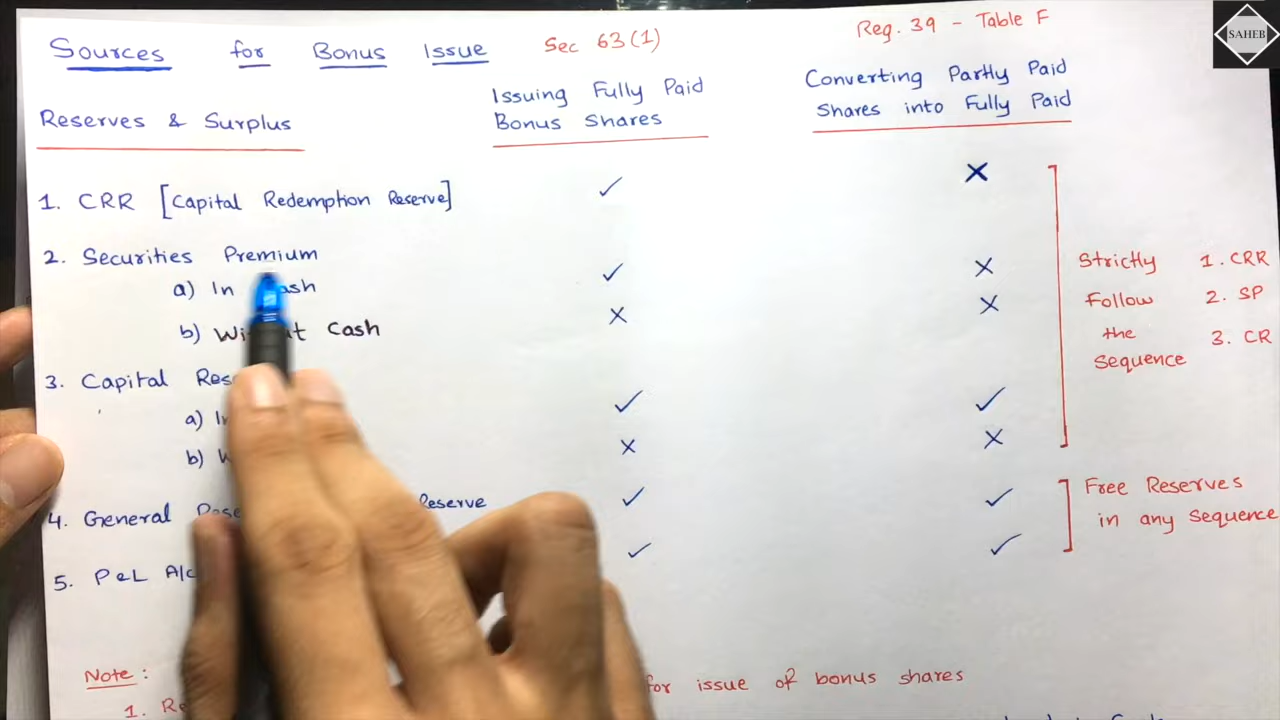 Sources for Bonus Issue
Sec 63(1)
Reg. 39 - Table F
SAHEB
Reserves & Surplus
Issuing Fully Paid
Bonus Shares
Converting Partly Paid
Shares into Fully Paid
1. CRR [Capital Redemption Reserve] ✓ ✗
2. Securities Premium
a) In ✓ ✗
b) Cash ✗ ✗
3. Capital
a) ✓ ✓
b) ✗ ✗
4. General Reserve ✓ ✓
5. P&L A/c ✓ ✓
Strictly
Follow
the
Sequence
1. CRR
2. SP
3. CR
Free Reserves
in any Sequence
Note :
1. for issue of bonus shares